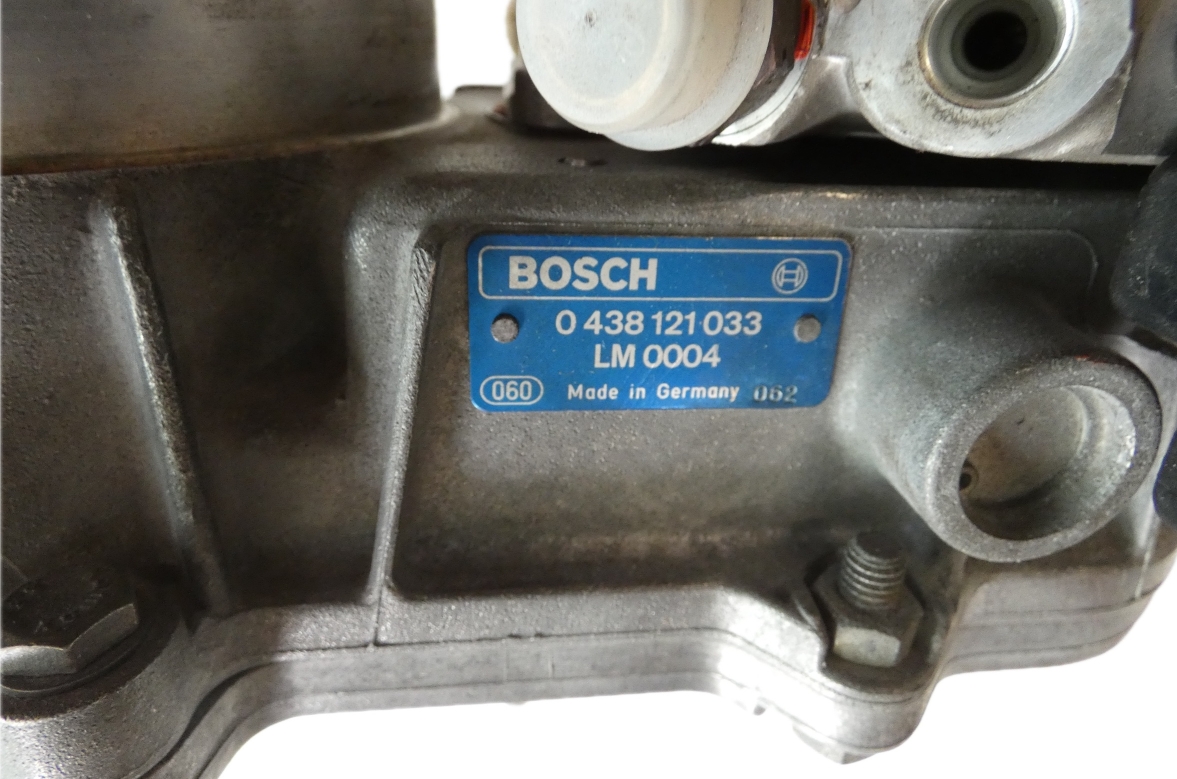 BOSCH
0 438 121 033
LM 0004
060 Made in Germany 062